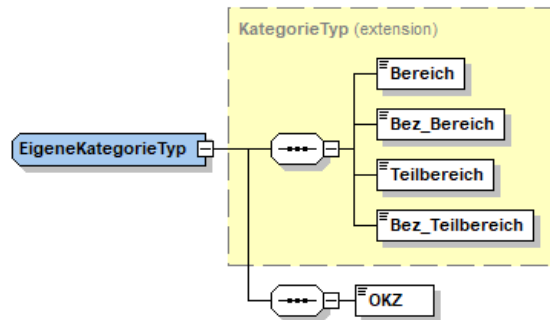 KategorieTyp (extension)
Bereich
Bez_Bereich
EigeneKategorieTyp
Teilbereich
Bez_Teilbereich
OKZ